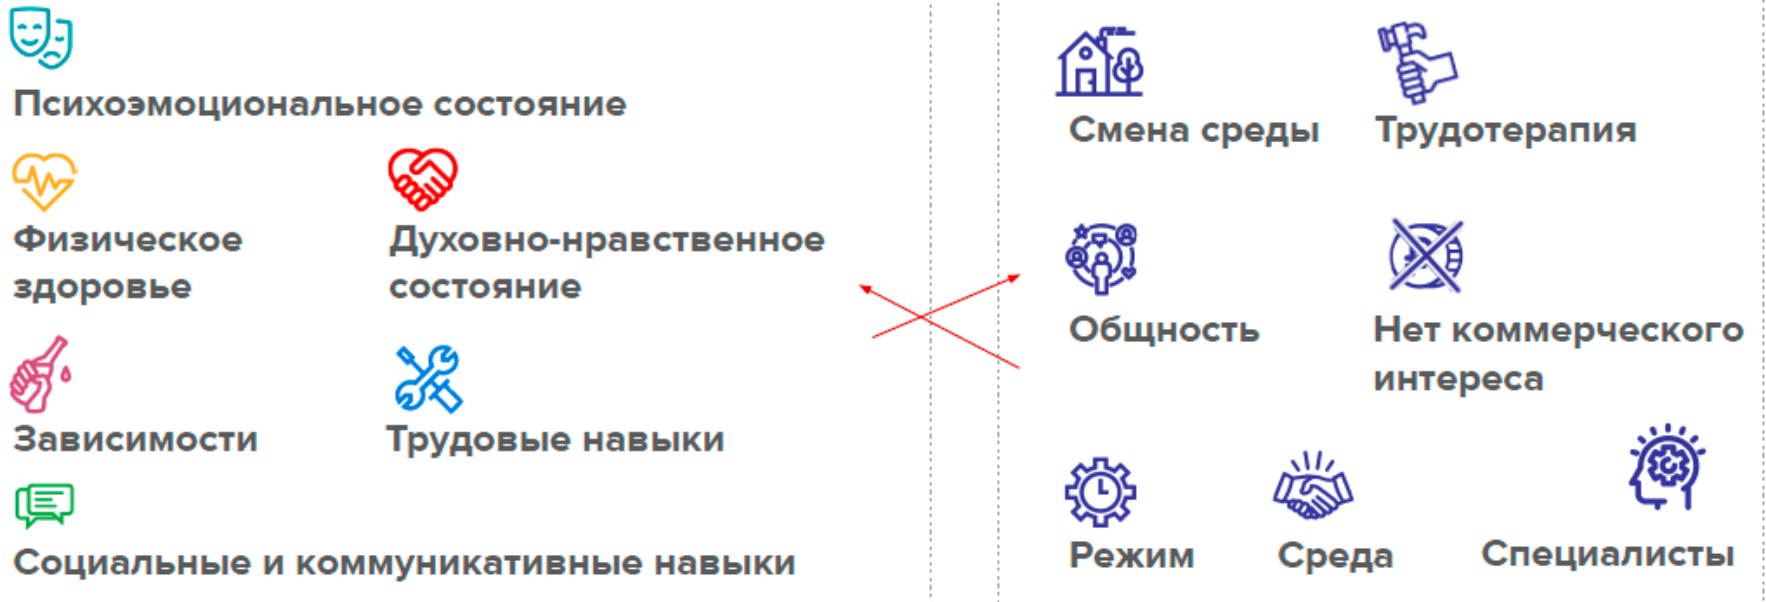 Психоэмоциональное состояние
Физическое
здоровье
Духовно-нравственное
состояние
Зависимости
Трудовые навыки
Социальные и коммуникативные навыки
Смена среды
Трудотерапия
Общность
Нет коммерческого
интереса
Режим
Среда
Специалисты